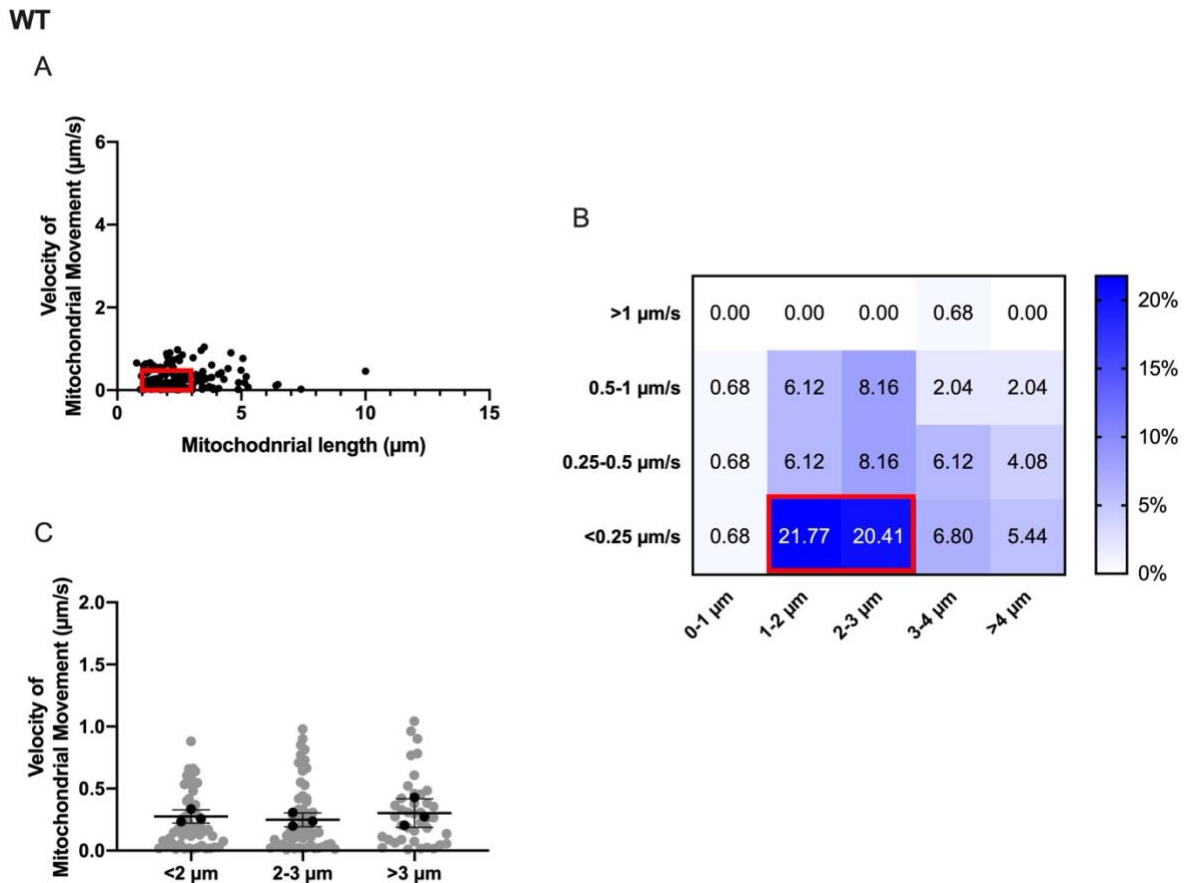 WT
A
Velocity of
Mitochondrial Movement (µm/s)
6
4
2
0
0 5 10 15
Mitochodnrial length (µm)
B
>1 µm/s 0.00 0.00 0.00 0.68 0.00
0.5-1 µm/s 0.68 6.12 8.16 2.04 2.04
0.25-0.5 µm/s 0.68 6.12 8.16 6.12 4.08
<0.25 µm/s 0.68 21.77 20.41 6.80 5.44
0-1 µm 1-2 µm 2-3 µm 3-4 µm >4 µm
20%
15%
10%
5%
0%
C
Velocity of
Mitochondrial Movement (µm/s)
2.0
1.5
1.0
0.5
0.0
<2 µm 2-3 µm >3 µm